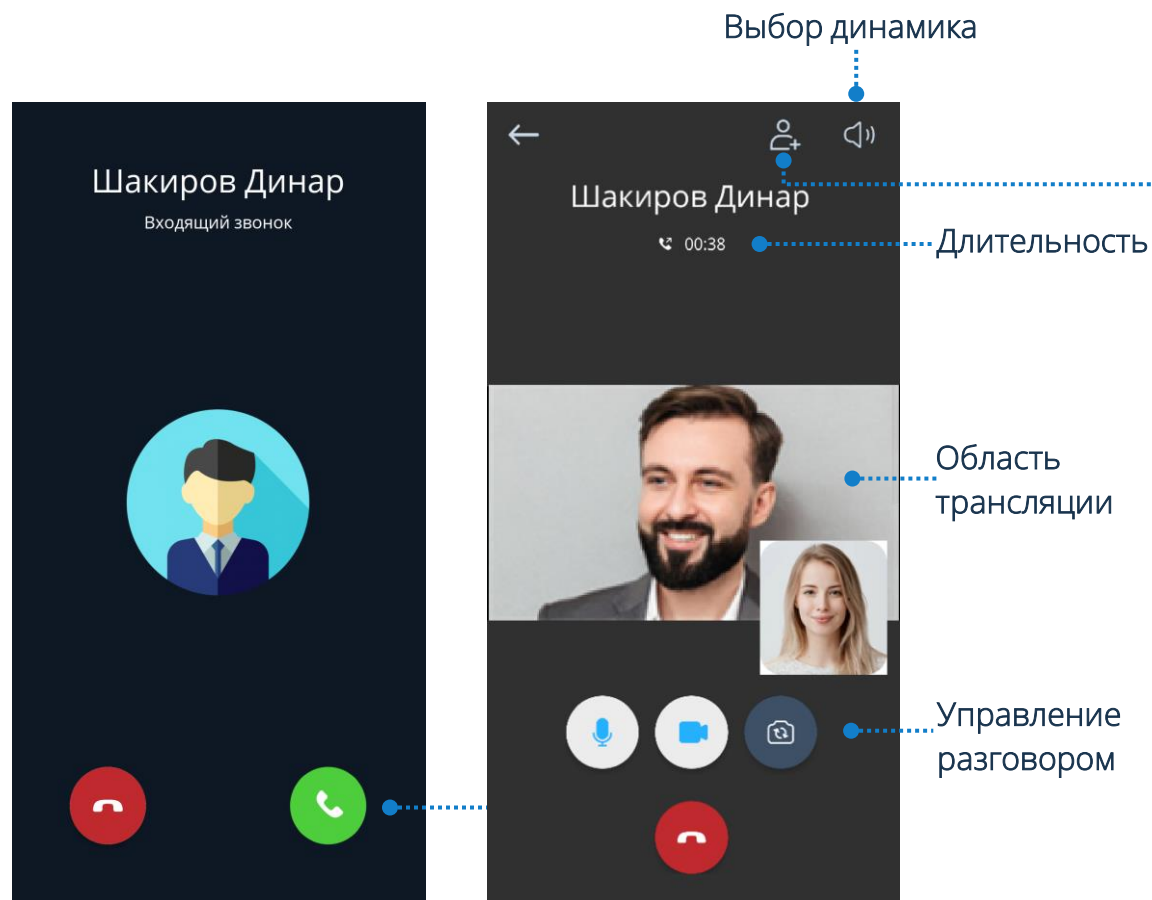 Выбор динамика
Шакиров Динар
Входящий звонок
Шакиров Динар
00:38
Длительность
Область
трансляции
Управление
разговором